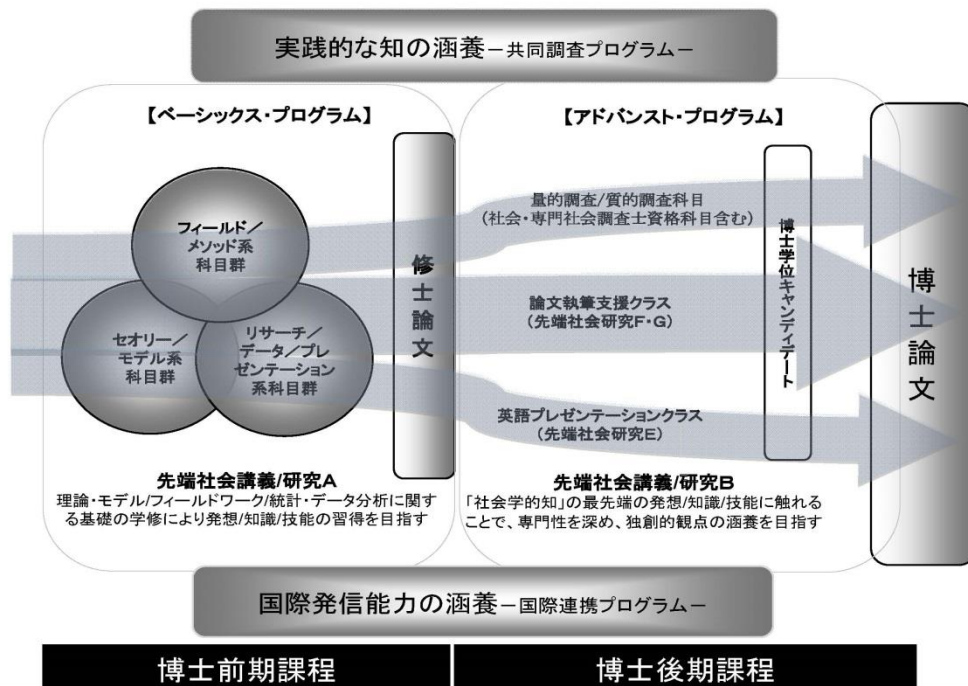 実践的な知の涵養－共同調査プログラム－
【ベーシックス・プログラム】
フィールド／
メソッド系
科目群
セオリー／
モデル系
科目群
リサーチ／
データ／プレ
ゼンテーション
系科目群
修士論文
先端社会講義/研究A
理論・モデル/フィールドワーク/統計・データ分析に関す
る基礎の学修により発想/知識/技能の習得を目指す
【アドバンスト・プログラム】
量的調査/質的調査科目
（社会・専門社会調査士資格科目含む）
論文執筆支援クラス
（先端社会研究F・G）
英語プレゼンテーションクラス
（先端社会研究E）
博士学位キャンディデート
先端社会講義/研究B
「社会学的知」の最先端の発想/知識/技能に触れる
ことで、専門性を深め、独創的観点の涵養を目指す
博士論文
国際発信能力の涵養－国際連携プログラム－
博士前期課程
博士後期課程